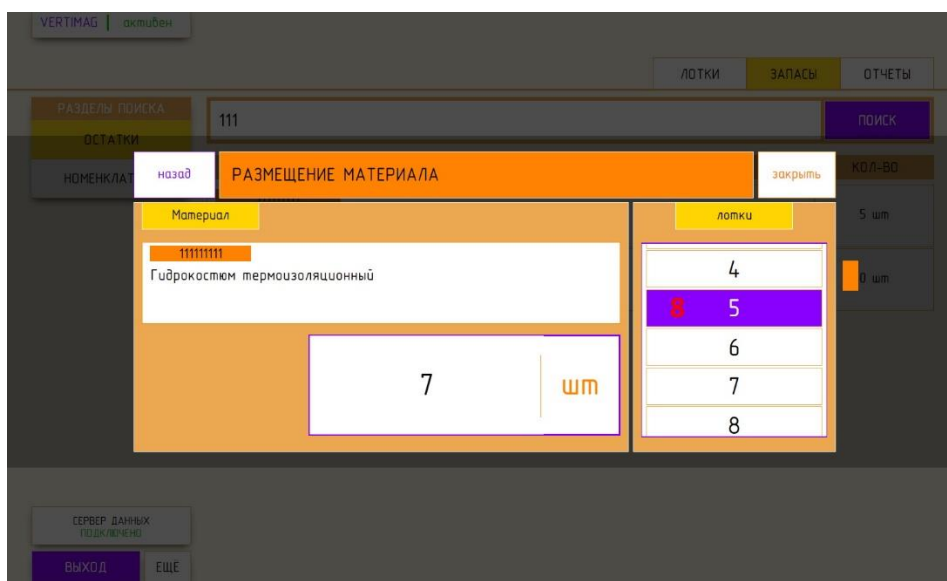 VERTIMAG | активен
ЛОТКИ ЗАПАСЫ ОТЧЕТЫ
РАЗДЕЛЫ ПОИСКА
111 ПОИСК
ОСТАТКИ
НОМЕНКЛАТ КОЛ-ВО
назад РАЗМЕЩЕНИЕ МАТЕРИАЛА закрыть
Материал лотки 5 шт
111111111
Гидрокостюм термоизоляционный
4
0 шт
8 5
6
7 шт 7
8
СЕРВЕР ДАННЫХ
ПОДКЛЮЧЕНО
ВЫХОД ЕЩЕ